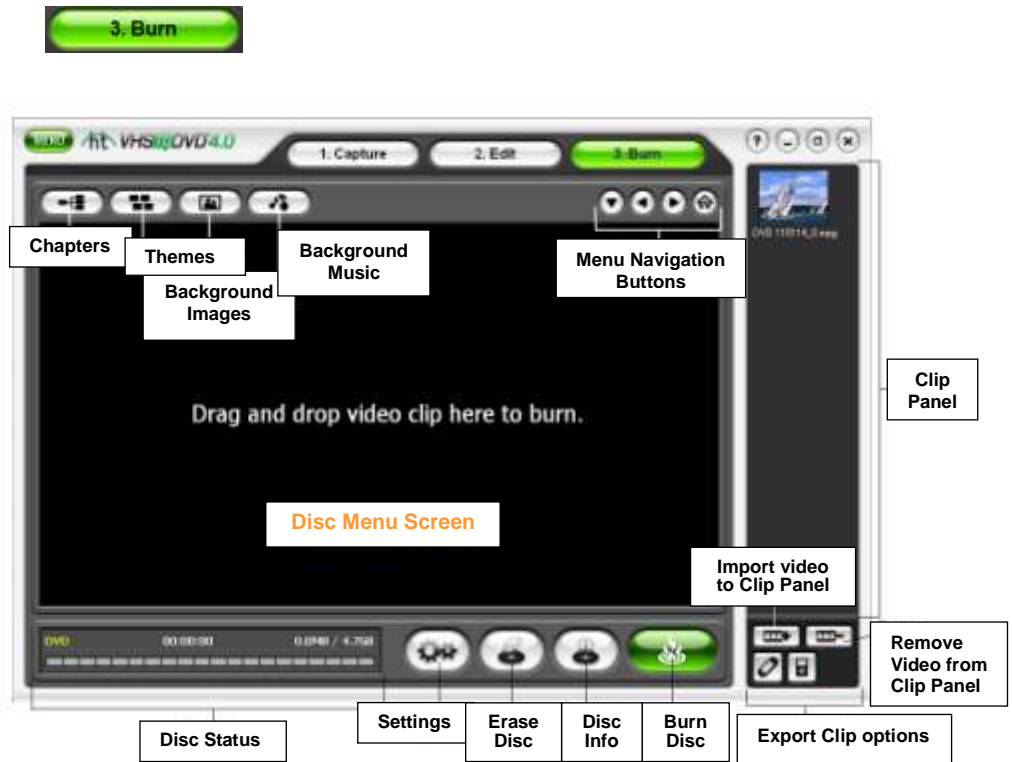 3. Burn
MENU ht VHS to DVD 4.0
1. Capture
2. Edit
3. Burn
Chapters
Themes
Background
Images
Background
Music
Menu Navigation
Buttons
Clip
Panel
Drag and drop video clip here to burn.
Disc Menu Screen
Import video
to Clip Panel
DVD
00:00:00
Remove
Video from
Clip Panel
Disc Status
Settings
Erase
Disc
Disc
Info
Burn
Disc
Export Clip options